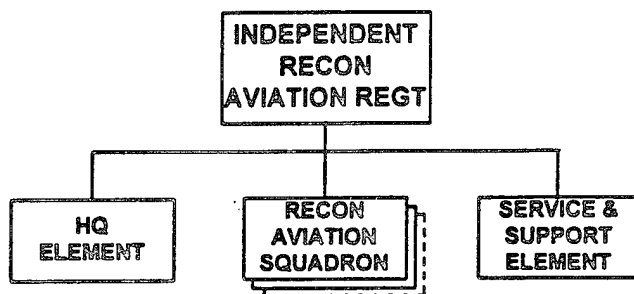 INDEPENDENT
RECON
AVIATION REGT
HQ
ELEMENT
RECON
AVIATION
SQUADRON
SERVICE &
SUPPORT
ELEMENT